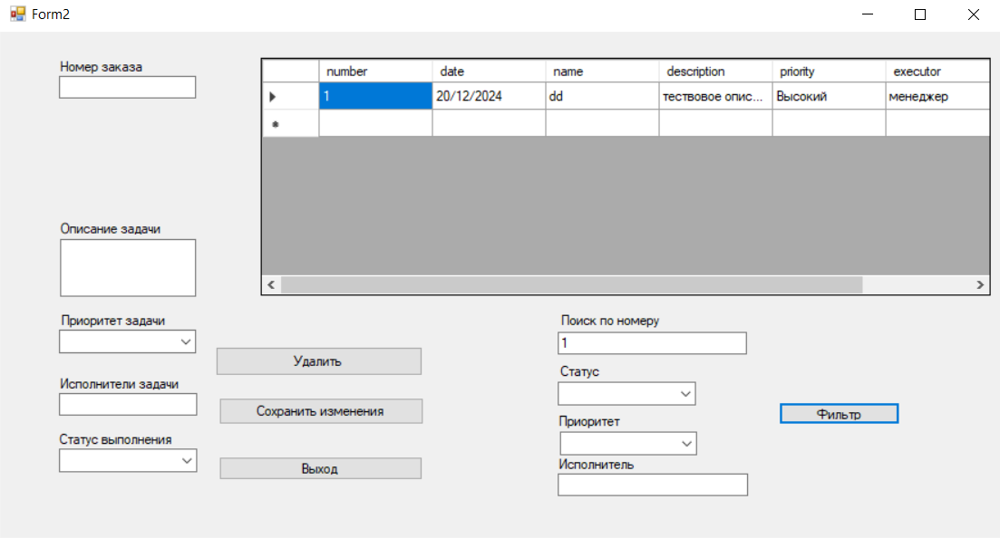 Form2
Номер заказа
number date name description priority executor
1 20/12/2024 dd тествовое опис... Высокий менеджер
Описание задачи
Приоритет задачи
Удалить
Исполнители задачи
Сохранить изменения
Статус выполнения
Выход
Поиск по номеру
1
Статус
Приоритет
Фильтр
Исполнитель